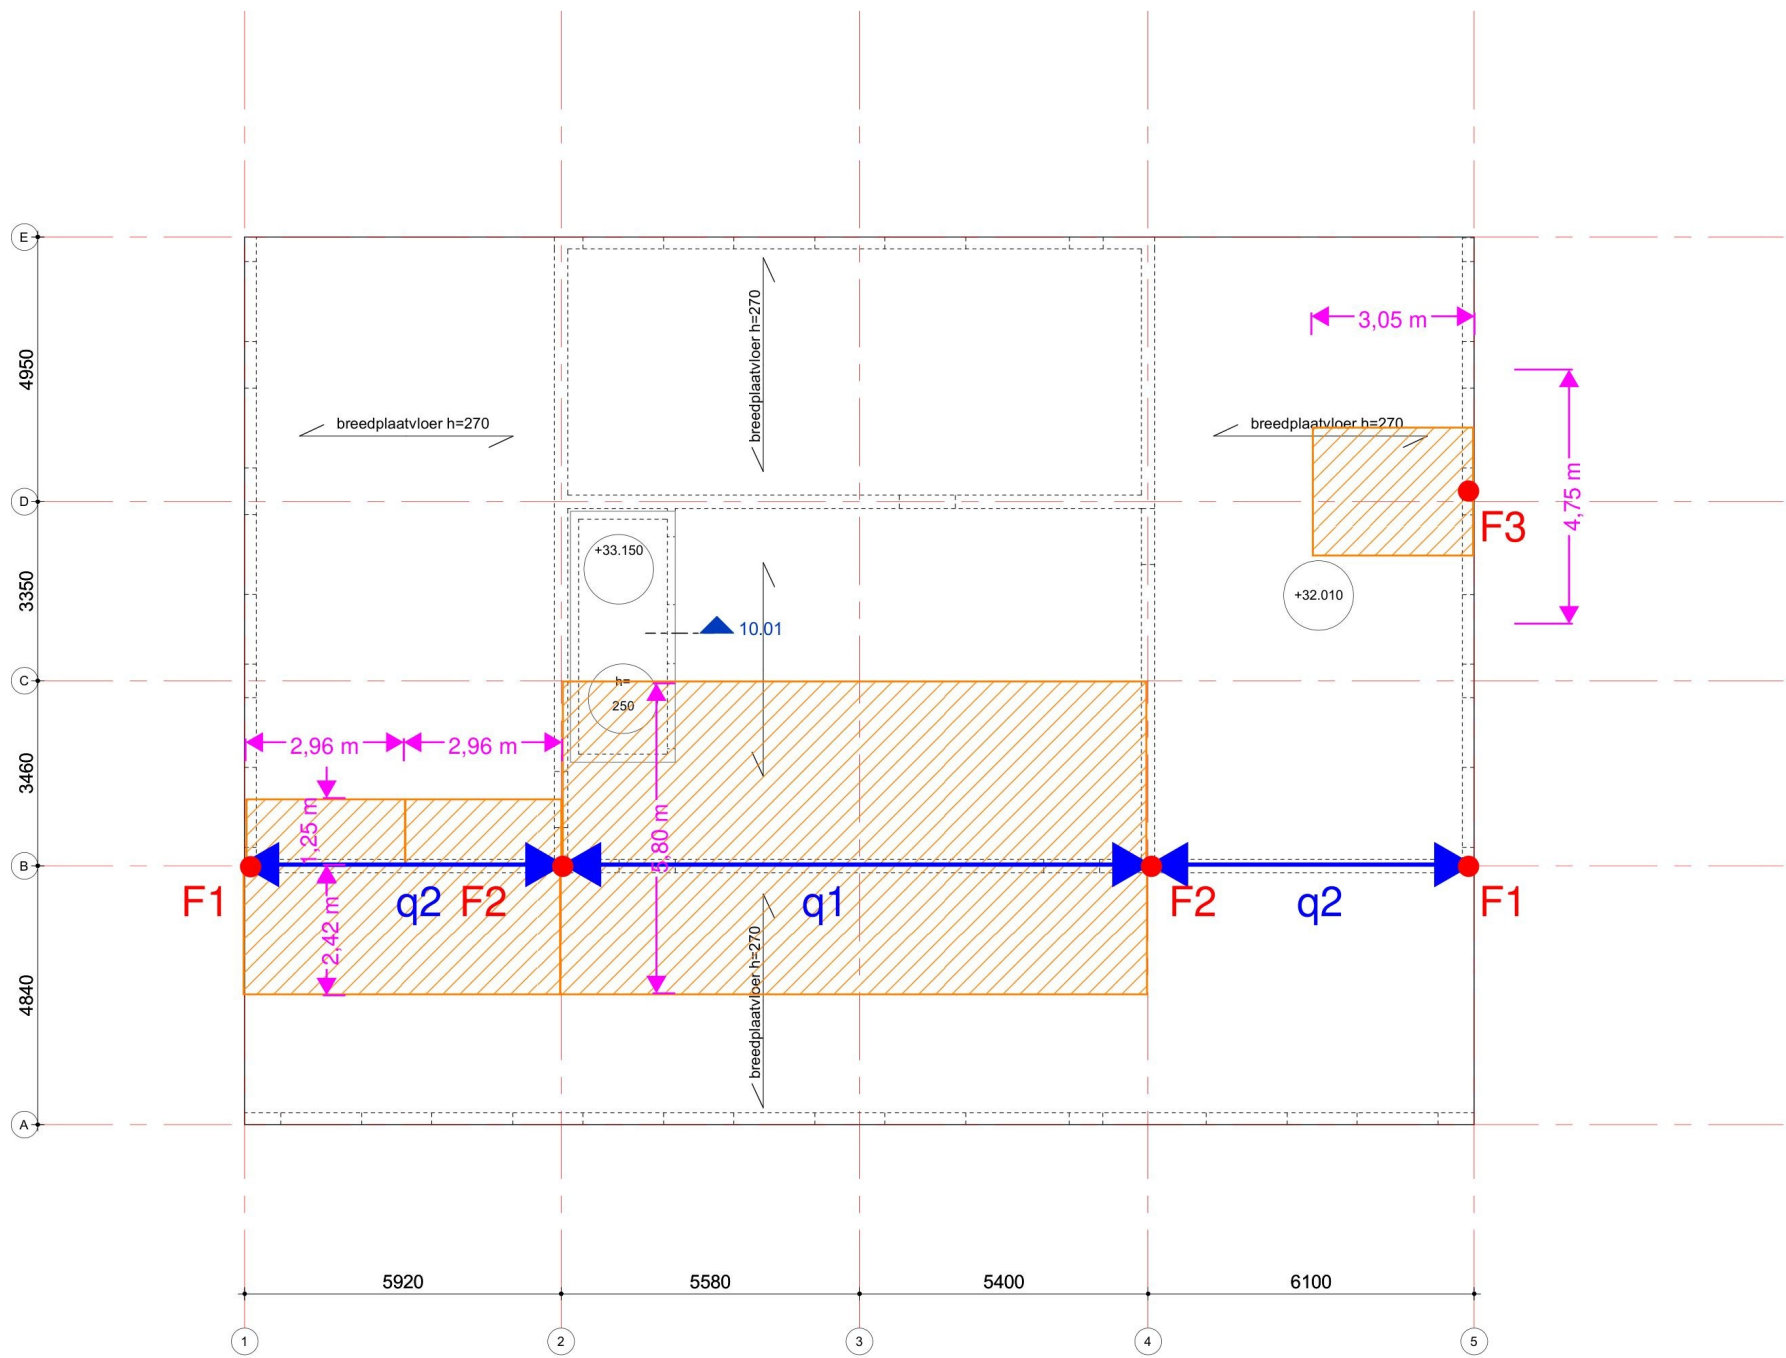 E
4950
breedplaatvloer h=270
3,05 m
breedplaatvloer h=270
breedplaatvloer h=270
4,75 m
D
F3
3350
+33.150
+32.010
10.01
C
h=
250
3460
2,96 m
2,96 m
1,25 m
5,80 m
B
F1
q2
F2
q1
F2
q2
F1
2,42 m
4840
breedplaatvloer h=270
A
5920
5580
5400
6100
1
2
3
4
5